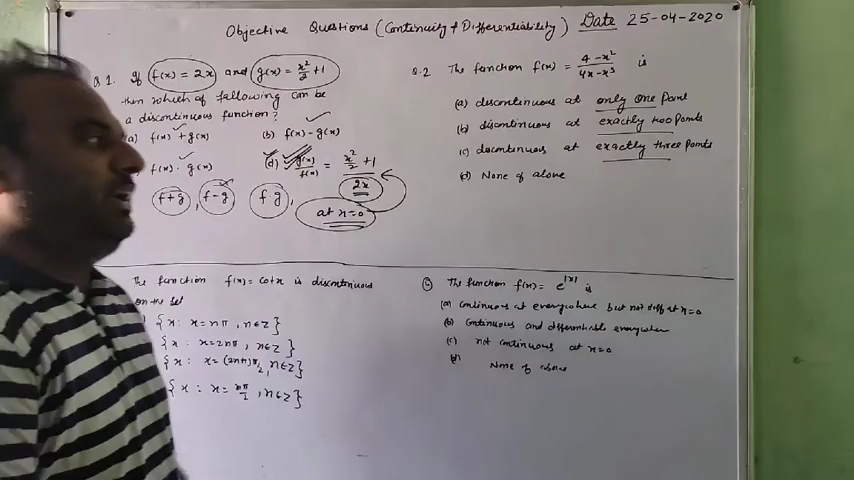 Objective Questions (Continuity & Differentiability) Date 25-04-2020
Q 1. If f(x) = 2x and g(x) = x²/2 + 1
then which of following can be
a discontinuous function?
a) f(x) + g(x) (b) f(x) - g(x)
f(x) · g(x) (d) g(x)/f(x) = (x²/2 + 1)/2x
f+g, f-g, f·g, at x=0
Q.2 The function f(x) = (4-x²)/(4x-x³) is
(a) discontinuous at only one point
(b) discontinuous at exactly two points
(c) discontinuous at exactly three points
(d) None of above
The function f(x) = cotx is discontinuous
on the set
{x : x = nπ, n∈Z}
{x : x = 2nπ, n∈Z}
{x : x = (2n+1)π/2, n∈Z}
{x : x = nπ/2, n∈Z}
The function f(x) = e^|x| is
(a) continuous at everywhere but not diff at x=0
(b) continuous and differentiable everywhere
(c) not continuous at x=0
(d) None of above